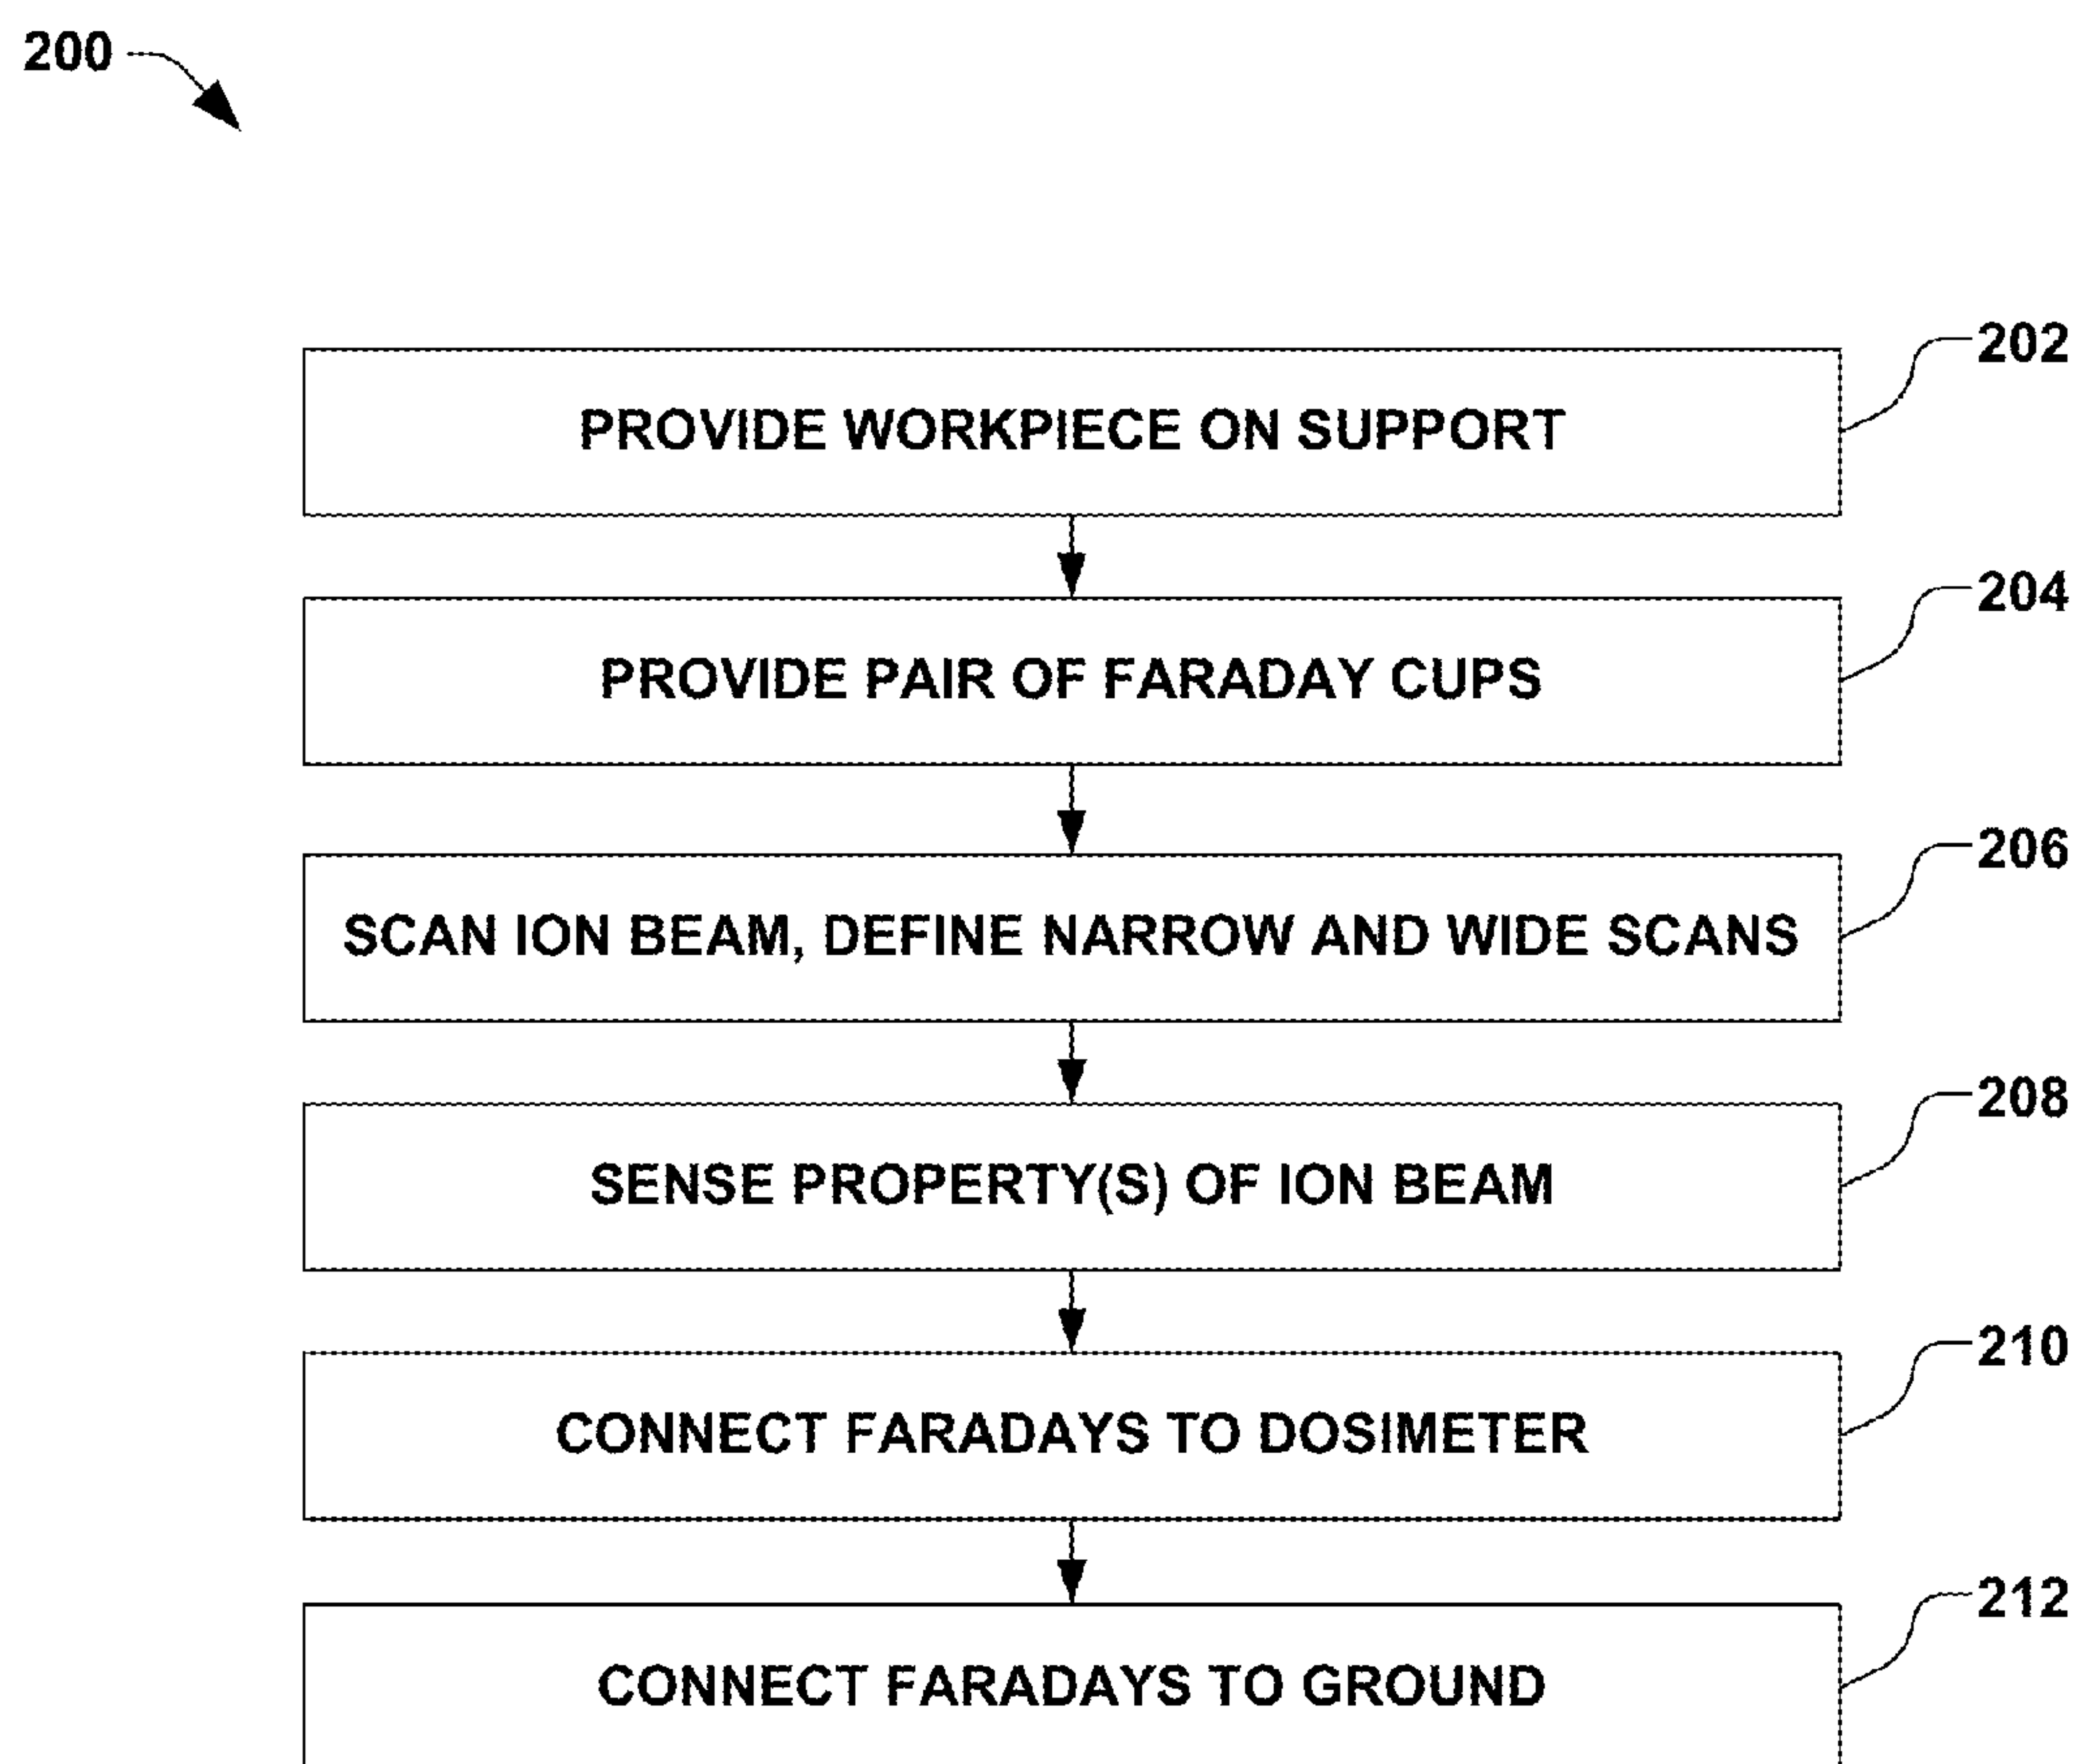 200
202
PROVIDE WORKPIECE ON SUPPORT
204
PROVIDE PAIR OF FARADAY CUPS
206
SCAN ION BEAM, DEFINE NARROW AND WIDE SCANS
208
SENSE PROPERTY(S) OF ION BEAM
210
CONNECT FARADAYS TO DOSIMETER
212
CONNECT FARADAYS TO GROUND